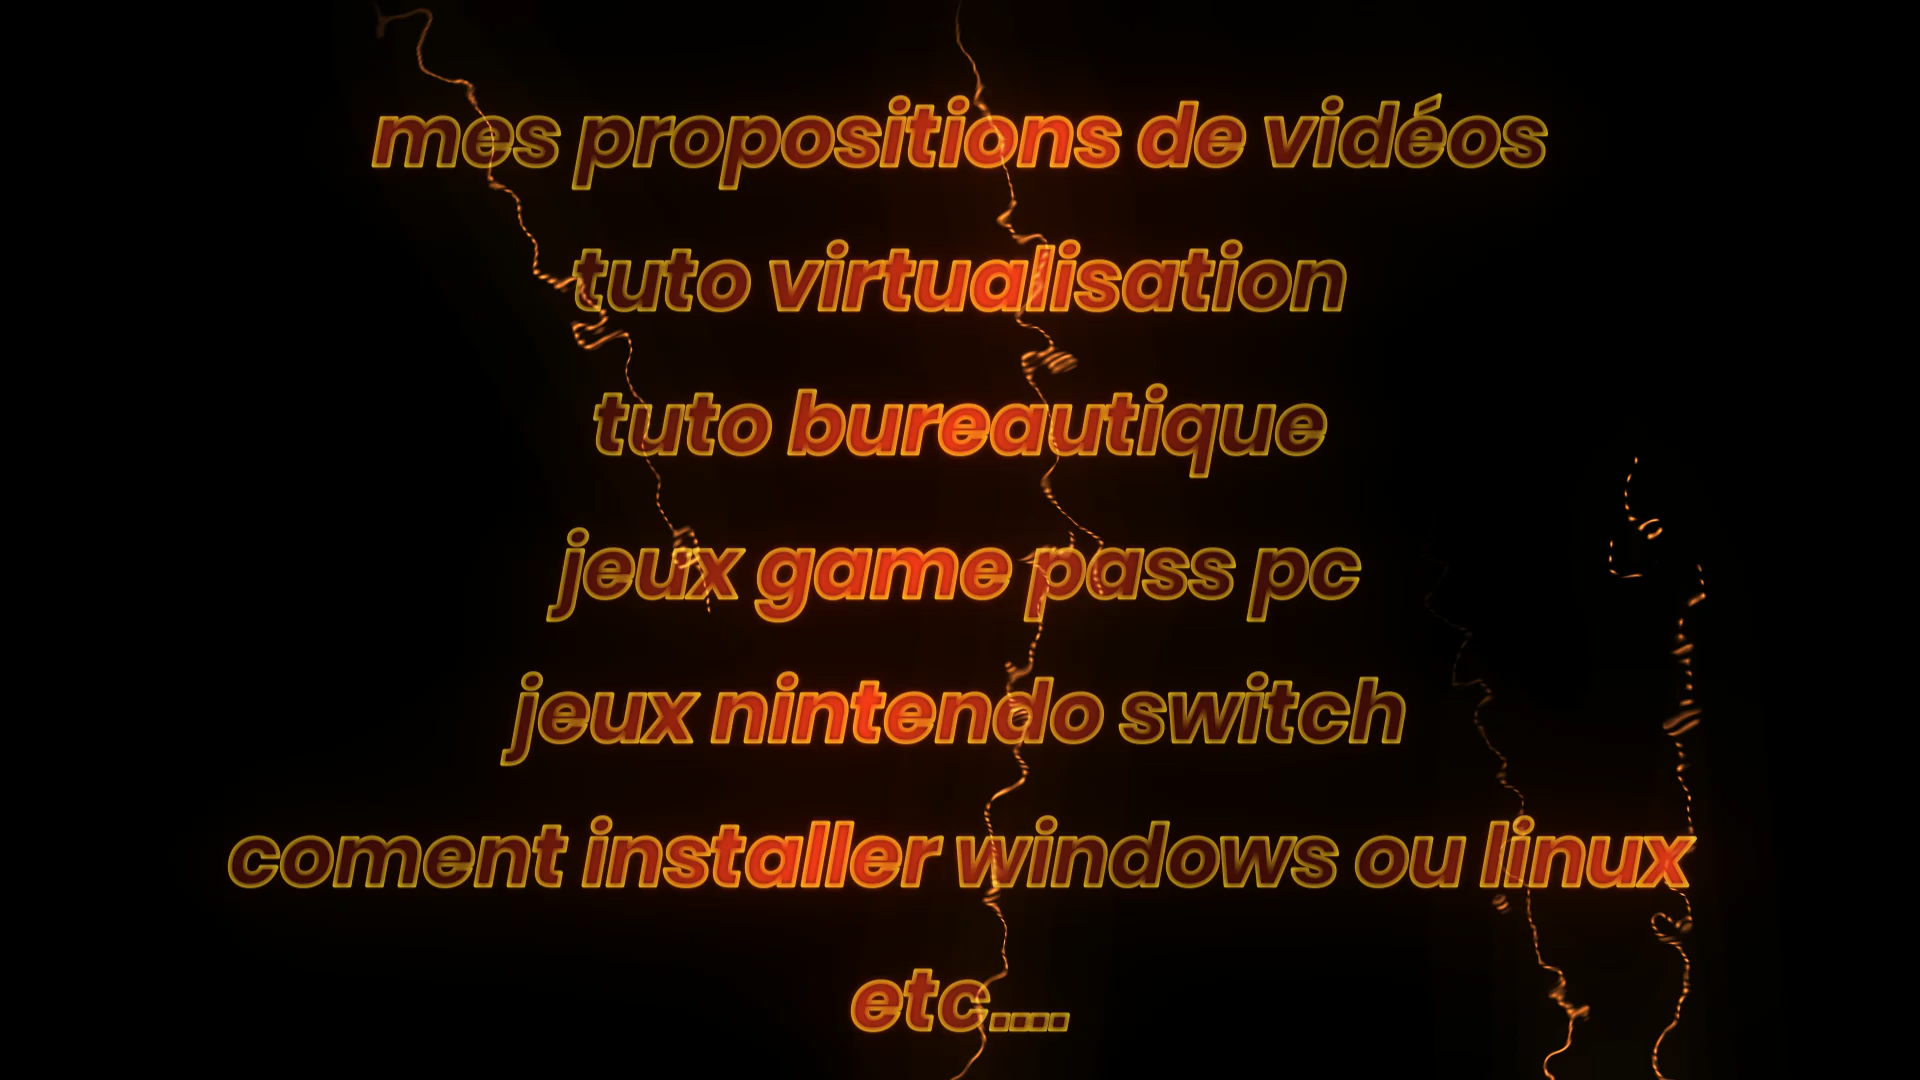 mes propositions de vidéos
tuto virtualisation
tuto bureautique
jeux game pass pc
jeux nintendo switch
coment installer windows ou linux
etc....